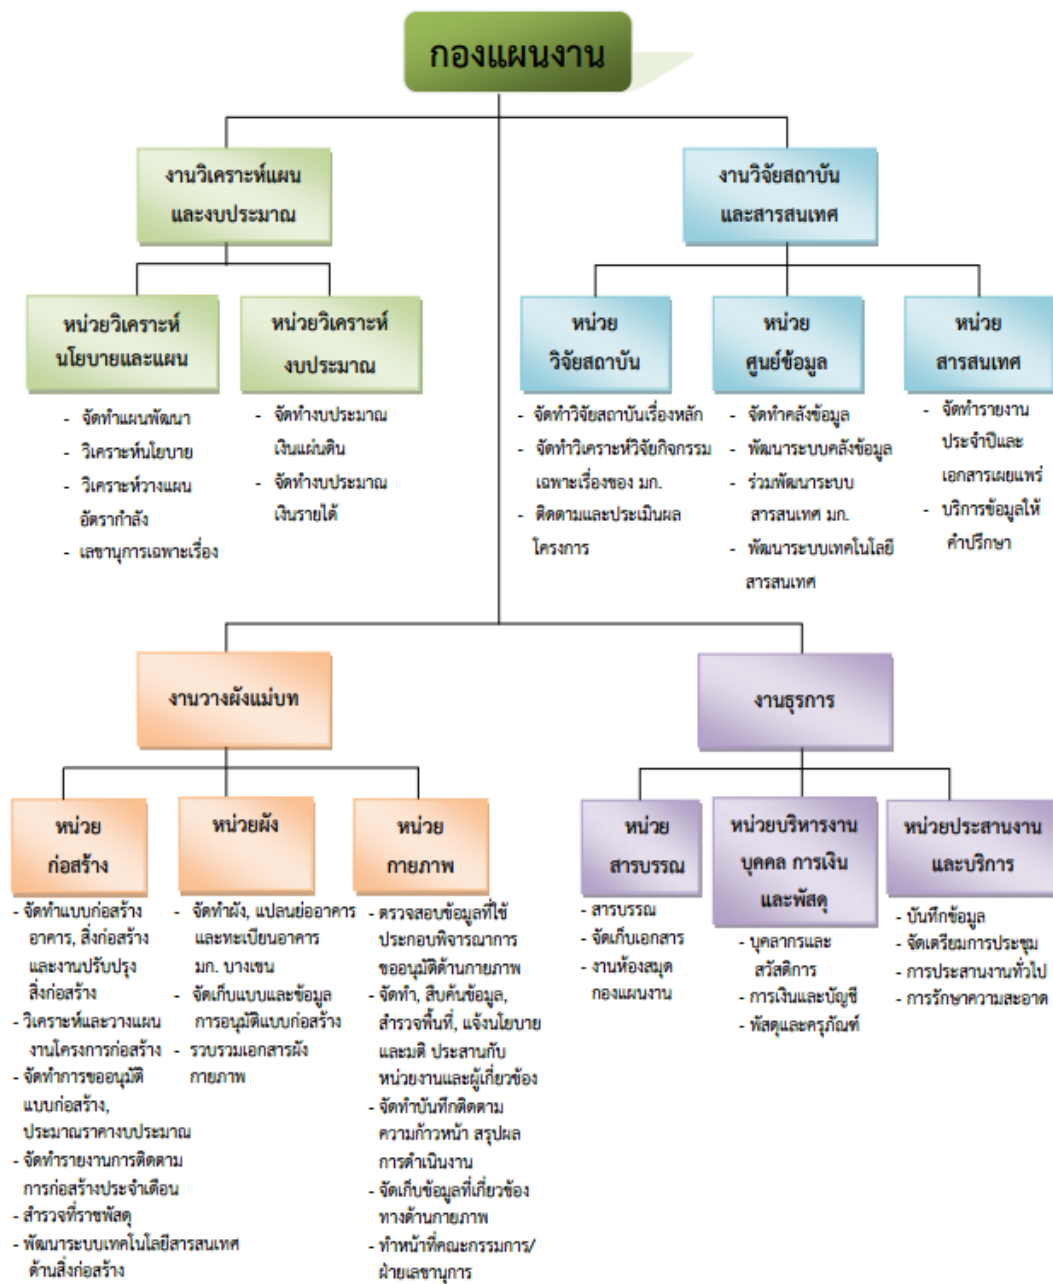 กองแผนงาน
งานวิเคราะห์แผน
และงบประมาณ
งานวิจัยสถาบัน
และสารสนเทศ
หน่วยวิเคราะห์
นโยบายและแผน
- จัดทำแผนพัฒนา
- วิเคราะห์นโยบาย
- วิเคราะห์วางแผน
อัตรากำลัง
- เลขานุการเฉพาะเรื่อง
หน่วยวิเคราะห์
งบประมาณ
- จัดทำงบประมาณ
เงินแผ่นดิน
- จัดทำงบประมาณ
เงินรายได้
หน่วย
วิจัยสถาบัน
- จัดทำวิจัยสถาบันเรื่องหลัก
- จัดทำวิเคราะห์วิจัยกิจกรรม
เฉพาะเรื่องของ มก.
- ติดตามและประเมินผล
โครงการ
หน่วย
ศูนย์ข้อมูล
- จัดทำคลังข้อมูล
- พัฒนาระบบคลังข้อมูล
- ร่วมพัฒนาระบบ
สารสนเทศ มก.
- พัฒนาระบบเทคโนโลยี
สารสนเทศ
หน่วย
สารสนเทศ
- จัดทำรายงาน
ประจำปีและ
เอกสารเผยแพร่
- บริการข้อมูลให้
คำปรึกษา
งานวางผังแม่บท
งานธุรการ
หน่วย
ก่อสร้าง
- จัดทำแบบก่อสร้าง
อาคาร, สิ่งก่อสร้าง
และงานปรับปรุง
สิ่งก่อสร้าง
- วิเคราะห์และวางแผน
งานโครงการก่อสร้าง
- จัดทำการขออนุมัติ
แบบก่อสร้าง,
ประมาณราคางบประมาณ
- จัดทำรายงานการติดตาม
การก่อสร้างประจำเดือน
- สำรวจที่ราชพัสดุ
- พัฒนาระบบเทคโนโลยีสารสนเทศ
ด้านสิ่งก่อสร้าง
หน่วยผัง
- จัดทำผัง, แปลนย่ออาคาร
และทะเบียนอาคาร
มก. บางเขน
- จัดเก็บแบบและข้อมูล
การอนุมัติแบบก่อสร้าง
- รวบรวมเอกสารผัง
กายภาพ
หน่วย
กายภาพ
- ตรวจสอบข้อมูลที่ใช้
ประกอบพิจารณาการ
ขออนุมัติด้านกายภาพ
- จัดทำ, สืบค้นข้อมูล,
สำรวจพื้นที่, แจ้งนโยบาย
และมติ ประสานกับ
หน่วยงานและผู้เกี่ยวข้อง
- จัดทำบันทึกติดตาม
ความก้าวหน้า สรุปผล
การดำเนินงาน
- จัดเก็บข้อมูลที่เกี่ยวข้อง
ทางด้านกายภาพ
- ทำหน้าที่คณะกรรมการ/
ฝ่ายเลขานุการ
หน่วย
สารบรรณ
- สารบรรณ
- จัดเก็บเอกสาร
- งานห้องสมุด
กองแผนงาน
หน่วยบริหารงาน
บุคคล การเงิน
และพัสดุ
- บุคลากรและ
สวัสดิการ
- การเงินและบัญชี
- พัสดุและครุภัณฑ์
หน่วยประสานงาน
และบริการ
- บันทึกข้อมูล
- จัดเตรียมการประชุม
- การประสานงานทั่วไป
- การรักษาความสะอาด